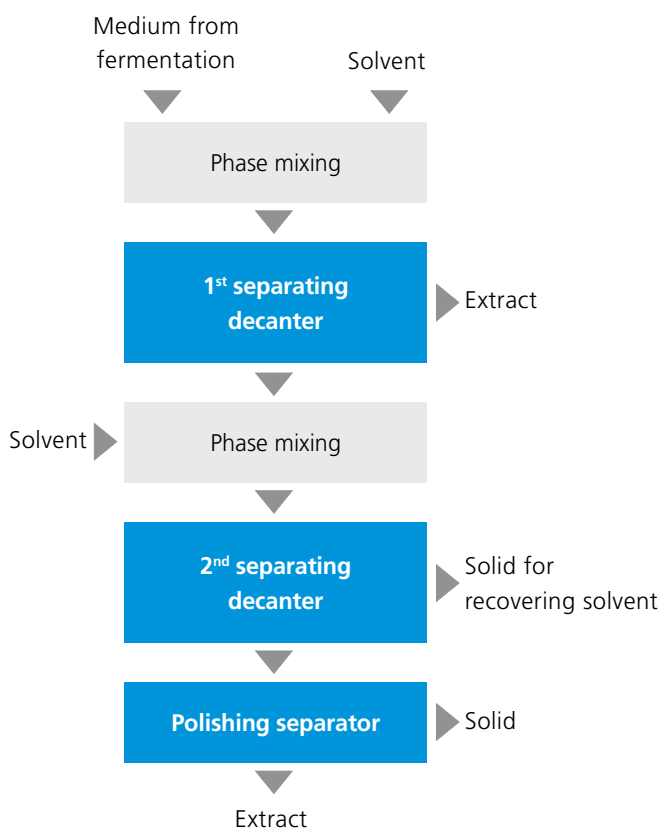 Medium from
fermentation
Solvent
Phase mixing
1st separating
decanter
Extract
Solvent
Phase mixing
2nd separating
decanter
Solid for
recovering solvent
Polishing separator
Solid
Extract